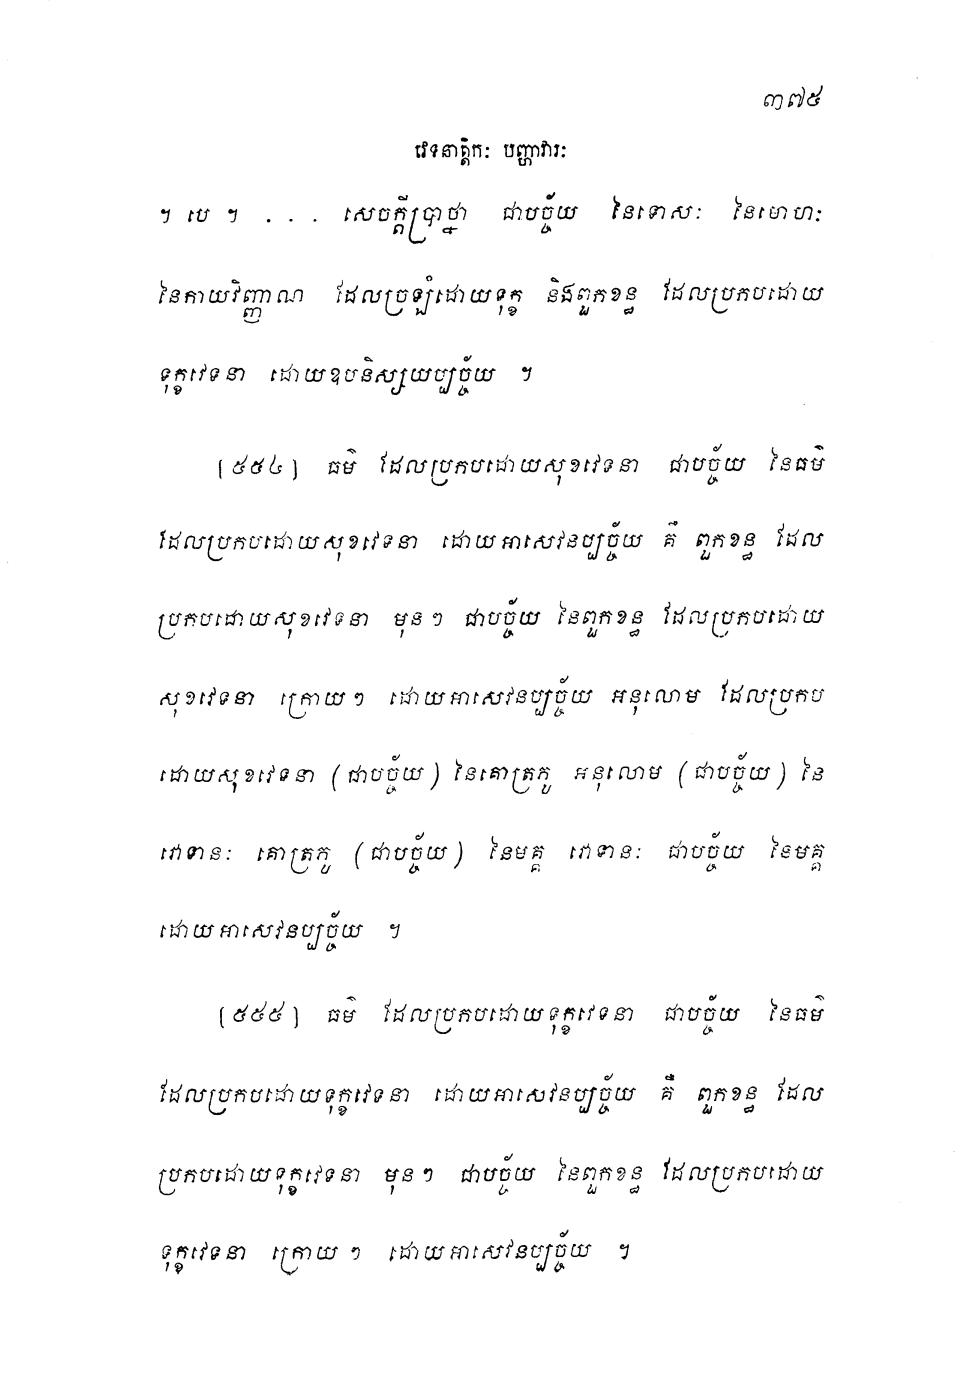 ៣៧៥
វេទនាត្តិកៈ បញ្ហាវារៈ
ៗ បេ ៗ . . . សេចក្តីប្រាថ្នា ជាបច្ច័យ នៃទោសៈ នៃមោហៈ
នៃកាយវិញ្ញាណ ដែលច្រឡំដោយទុក្ខ និងពួកខន្ធ ដែលប្រកបដោយ
ទុក្ខវេទនា ដោយឧបនិស្សយប្បច្ច័យ ។
[៥៥៤] ធម៌ ដែលប្រកបដោយសុខវេទនា ជាបច្ច័យ នៃធម៌
ដែលប្រកបដោយសុខវេទនា ដោយអាសេវនប្បច្ច័យ គឺ ពួកខន្ធ ដែល
ប្រកបដោយសុខវេទនា មុនៗ ជាបច្ច័យ នៃពួកខន្ធ ដែលប្រកបដោយ
សុខវេទនា ក្រោយៗ ដោយអាសេវនប្បច្ច័យ អនុលោម ដែលប្រកប
ដោយសុខវេទនា (ជាបច្ច័យ) នៃគោត្រភូ អនុលោម (ជាបច្ច័យ) នៃ
វោទានៈ គោត្រភូ (ជាបច្ច័យ) នៃមគ្គ វោទានៈ ជាបច្ច័យ នៃមគ្គ
ដោយអាសេវនប្បច្ច័យ ។
[៥៥៥] ធម៌ ដែលប្រកបដោយទុក្ខវេទនា ជាបច្ច័យ នៃធម៌
ដែលប្រកបដោយទុក្ខវេទនា ដោយអាសេវនប្បច្ច័យ គឺ ពួកខន្ធ ដែល
ប្រកបដោយទុក្ខវេទនា មុនៗ ជាបច្ច័យ នៃពួកខន្ធ ដែលប្រកបដោយ
ទុក្ខវេទនា ក្រោយៗ ដោយអាសេវនប្បច្ច័យ ។